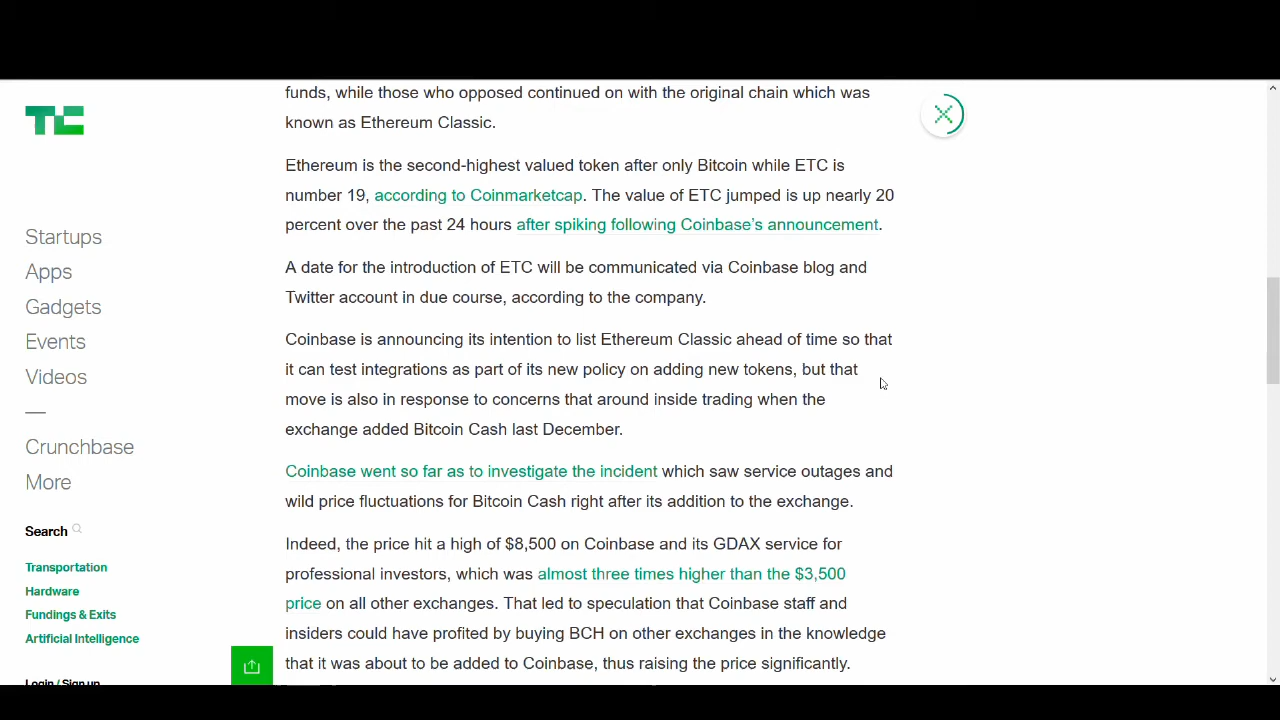 TC
Startups
Apps
Gadgets
Events
Videos
Crunchbase
More
Search
Transportation
Hardware
Fundings & Exits
Artificial Intelligence
Login / Sign up
funds, while those who opposed continued on with the original chain which was
known as Ethereum Classic.
Ethereum is the second-highest valued token after only Bitcoin while ETC is
number 19, according to Coinmarketcap. The value of ETC jumped is up nearly 20
percent over the past 24 hours after spiking following Coinbase’s announcement.
A date for the introduction of ETC will be communicated via Coinbase blog and
Twitter account in due course, according to the company.
Coinbase is announcing its intention to list Ethereum Classic ahead of time so that
it can test integrations as part of its new policy on adding new tokens, but that
move is also in response to concerns that around inside trading when the
exchange added Bitcoin Cash last December.
Coinbase went so far as to investigate the incident which saw service outages and
wild price fluctuations for Bitcoin Cash right after its addition to the exchange.
Indeed, the price hit a high of $8,500 on Coinbase and its GDAX service for
professional investors, which was almost three times higher than the $3,500
price on all other exchanges. That led to speculation that Coinbase staff and
insiders could have profited by buying BCH on other exchanges in the knowledge
that it was about to be added to Coinbase, thus raising the price significantly.